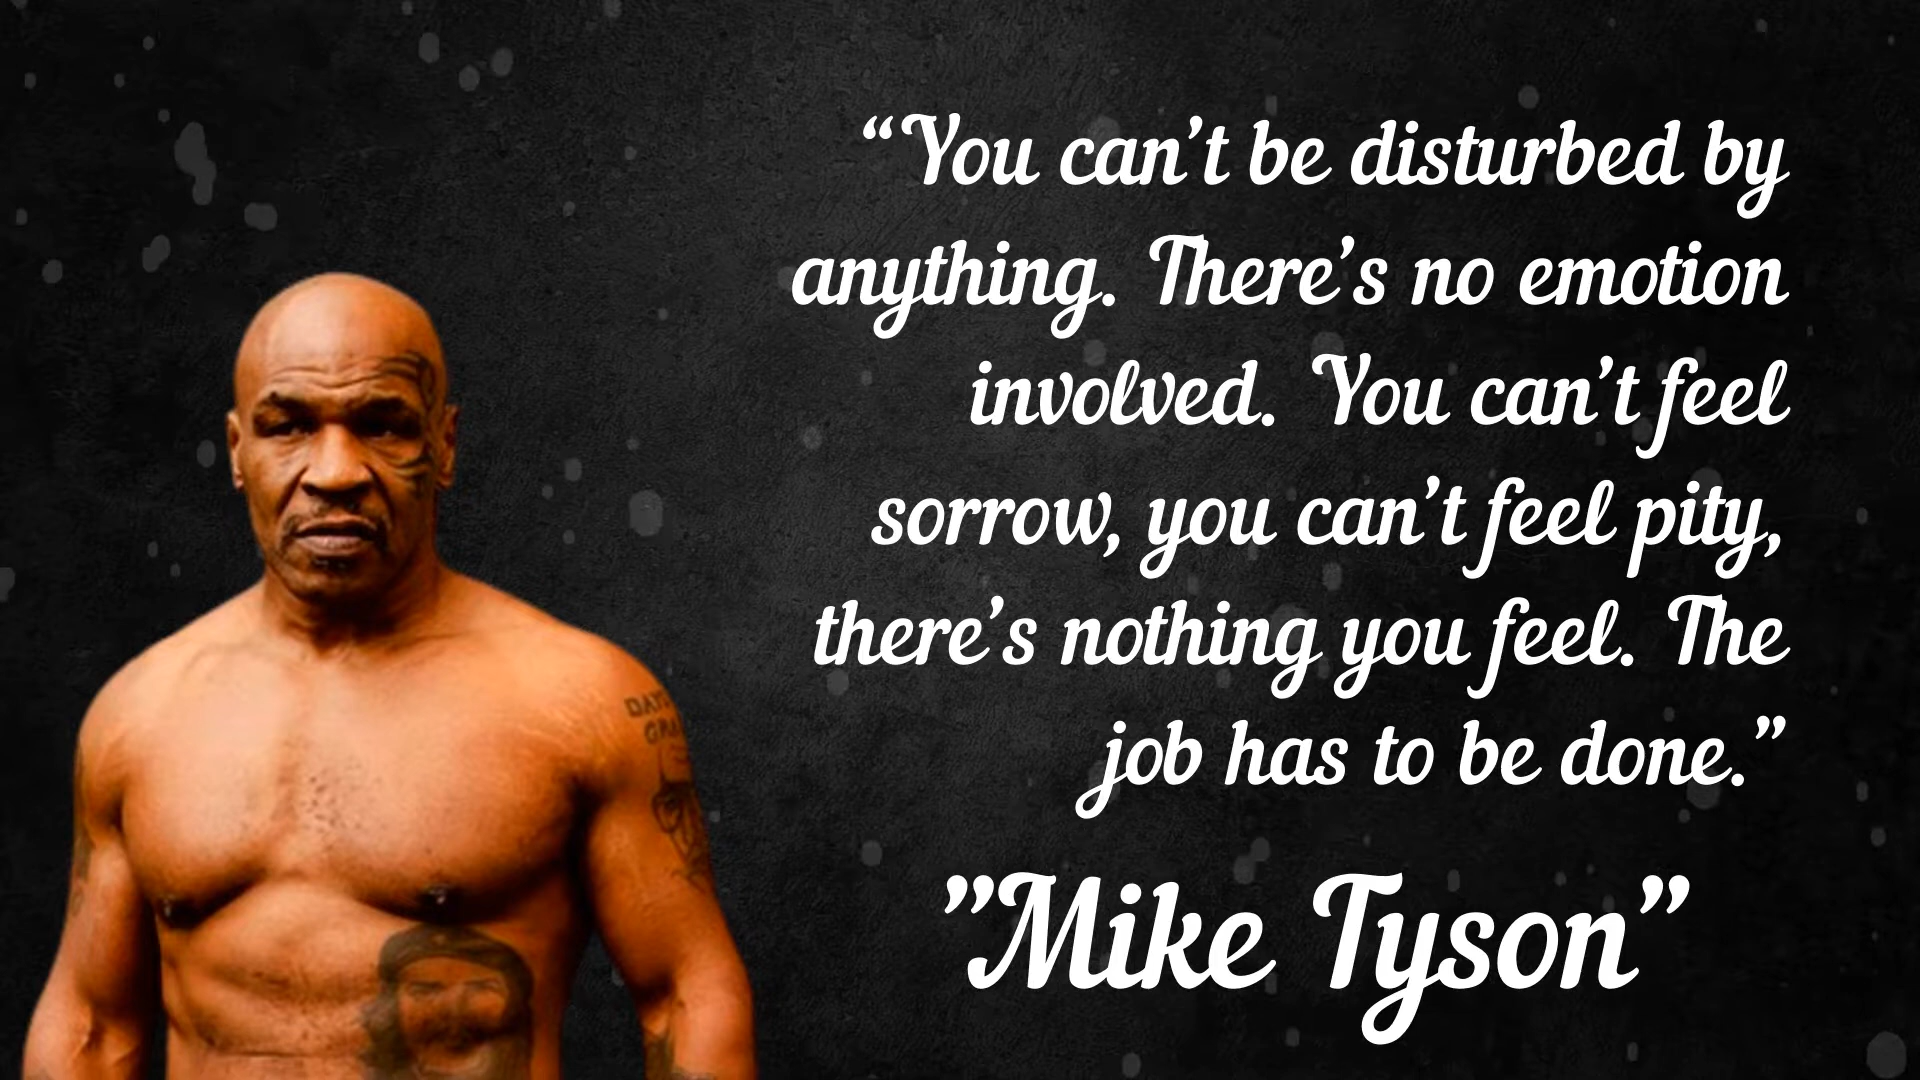 “You can’t be disturbed by
anything. There’s no emotion
involved. You can’t feel
sorrow, you can’t feel pity,
there’s nothing you feel. The
job has to be done.”
”Mike Tyson”